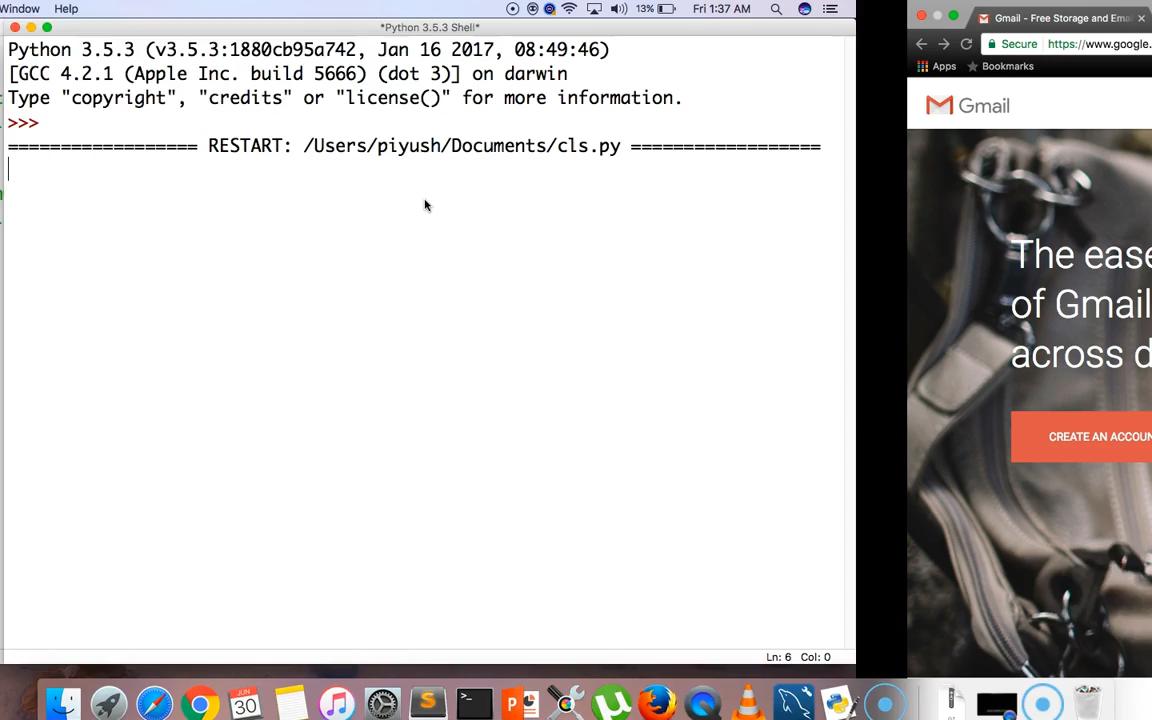 Window Help
13% Fri 1:37 AM
*Python 3.5.3 Shell*
Python 3.5.3 (v3.5.3:1880cb95a742, Jan 16 2017, 08:49:46)
[GCC 4.2.1 (Apple Inc. build 5666) (dot 3)] on darwin
Type "copyright", "credits" or "license()" for more information.
>>>
================== RESTART: /Users/piyush/Documents/cls.py ==================
Ln: 6 Col: 0
Gmail - Free Storage and Ema
Secure https://www.google.
Apps Bookmarks
Gmail
The ease
of Gmail
across d
CREATE AN ACCOUN
JUN
30